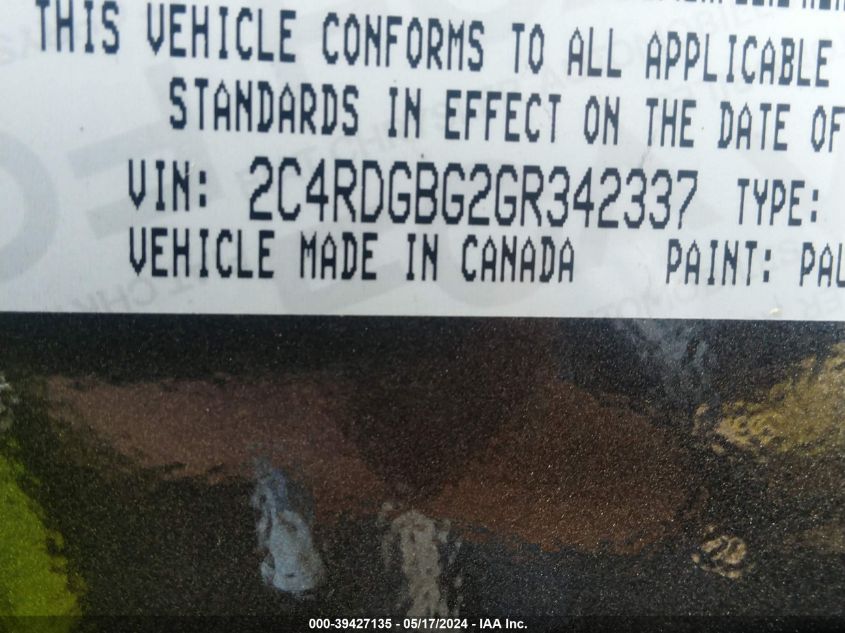 THIS VEHICLE CONFORMS TO ALL APPLICABLE
STANDARDS IN EFFECT ON THE DATE OF
VIN: 2C4RDGBG2GR342337 TYPE:
VEHICLE MADE IN CANADA PAINT: PAU
000-39427135 - 05/17/2024 - IAA Inc.